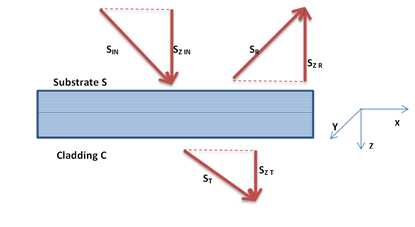 S_IN S_Z IN S_R S_Z R
Substrate S
Y X
Z
Cladding C
S_T S_Z T